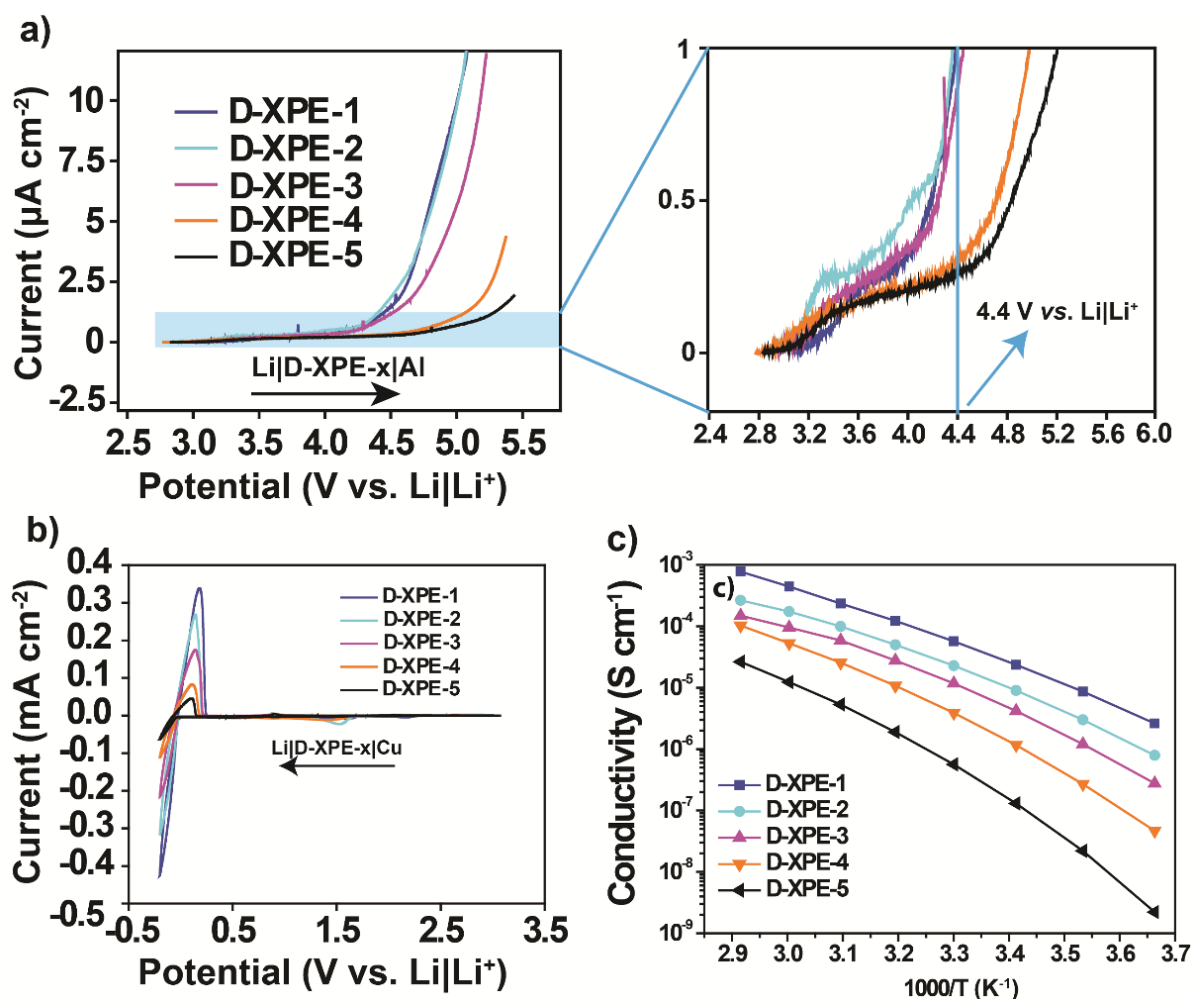 a)
Current (µA cm⁻²)
10
7.5
5
2.5
0
-2.5
D-XPE-1
D-XPE-2
D-XPE-3
D-XPE-4
D-XPE-5
Li|D-XPE-x|Al
2.5 3.0 3.5 4.0 4.5 5.0 5.5
Potential (V vs. Li|Li⁺)
1
0.5
0
4.4 V vs. Li|Li⁺
2.4 2.8 3.2 3.6 4.0 4.4 4.8 5.2 5.6 6.0
b)
Current (mA cm⁻²)
0.4
0.3
0.2
0.1
0.0
-0.1
-0.2
-0.3
-0.4
-0.5
D-XPE-1
D-XPE-2
D-XPE-3
D-XPE-4
D-XPE-5
Li|D-XPE-x|Cu
-0.5 0.5 1.5 2.5 3.5
Potential (V vs. Li|Li⁺)
c)
c)
Conductivity (S cm⁻¹)
10⁻³
10⁻⁴
10⁻⁵
10⁻⁶
10⁻⁷
10⁻⁸
10⁻⁹
D-XPE-1
D-XPE-2
D-XPE-3
D-XPE-4
D-XPE-5
2.9 3.0 3.1 3.2 3.3 3.4 3.5 3.6 3.7
1000/T (K⁻¹)